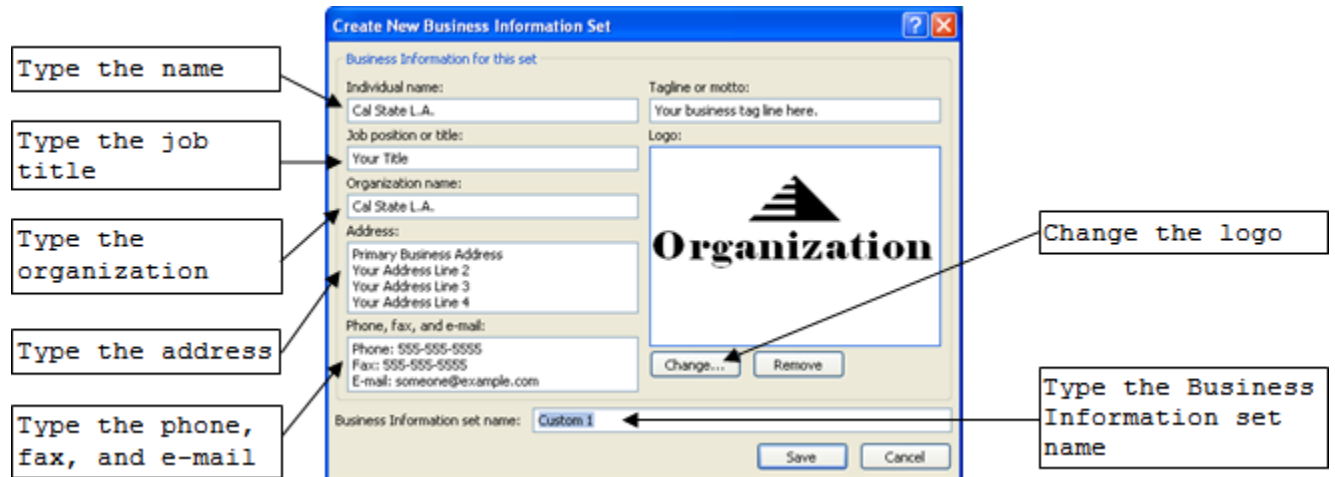 Type the name
Type the job
title
Type the
organization
Type the address
Type the phone,
fax, and e-mail
Create New Business Information Set
Business Information for this set
Individual name:
Cal State L.A.
Job position or title:
Your Title
Organization name:
Cal State L.A.
Address:
Primary Business Address
Your Address Line 2
Your Address Line 3
Your Address Line 4
Phone, fax, and e-mail:
Phone: 555-555-5555
Fax: 555-555-5555
E-mail: someone@example.com
Tagline or motto:
Your business tag line here.
Logo:
Organization
Change...
Remove
Business Information set name:
Custom 1
Save
Cancel
Change the logo
Type the Business
Information set
name